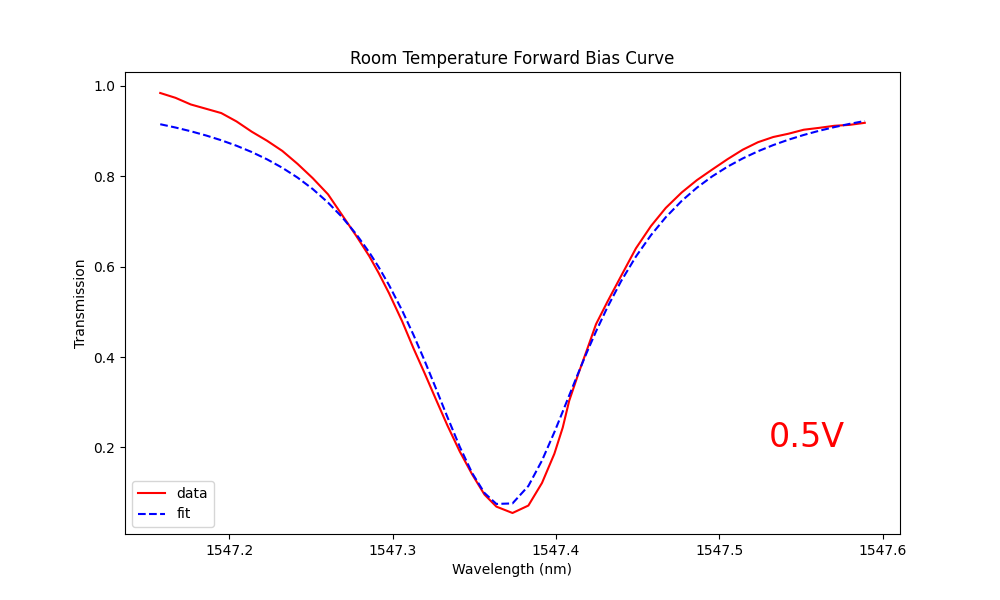 Room Temperature Forward Bias Curve
1.0
0.8
0.6
0.4
0.2
Transmission
0.5V
data
fit
1547.2 1547.3 1547.4 1547.5 1547.6
Wavelength (nm)